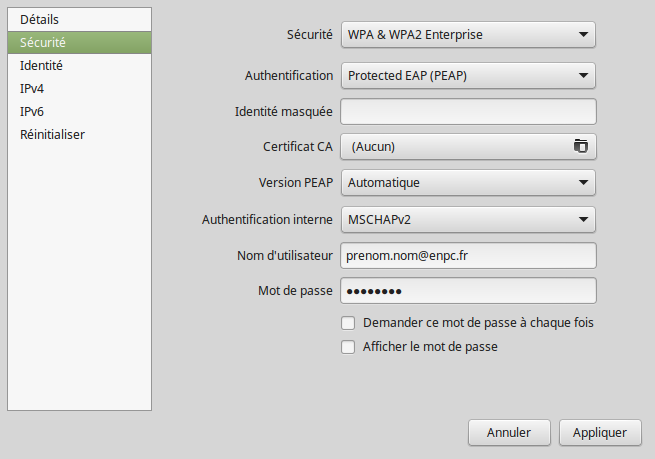 Détails
Sécurité
Identité
IPv4
IPv6
Réinitialiser
Sécurité WPA & WPA2 Enterprise
Authentification Protected EAP (PEAP)
Identité masquée
Certificat CA (Aucun)
Version PEAP Automatique
Authentification interne MSCHAPv2
Nom d'utilisateur prenom.nom@enpc.fr
Mot de passe ●●●●●●●●
Demander ce mot de passe à chaque fois
Afficher le mot de passe
Annuler Appliquer